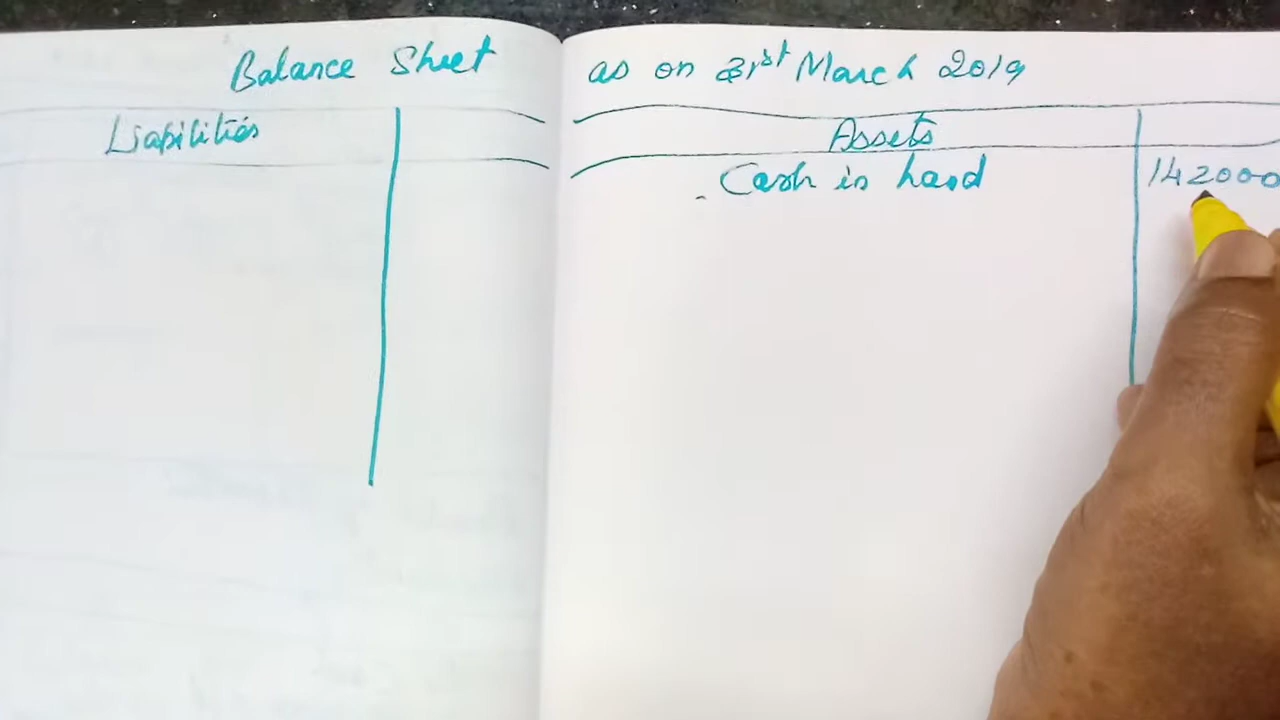 Balance Sheet as on 31st March 2019
Liabilities
Assets
Cash in hand 142000